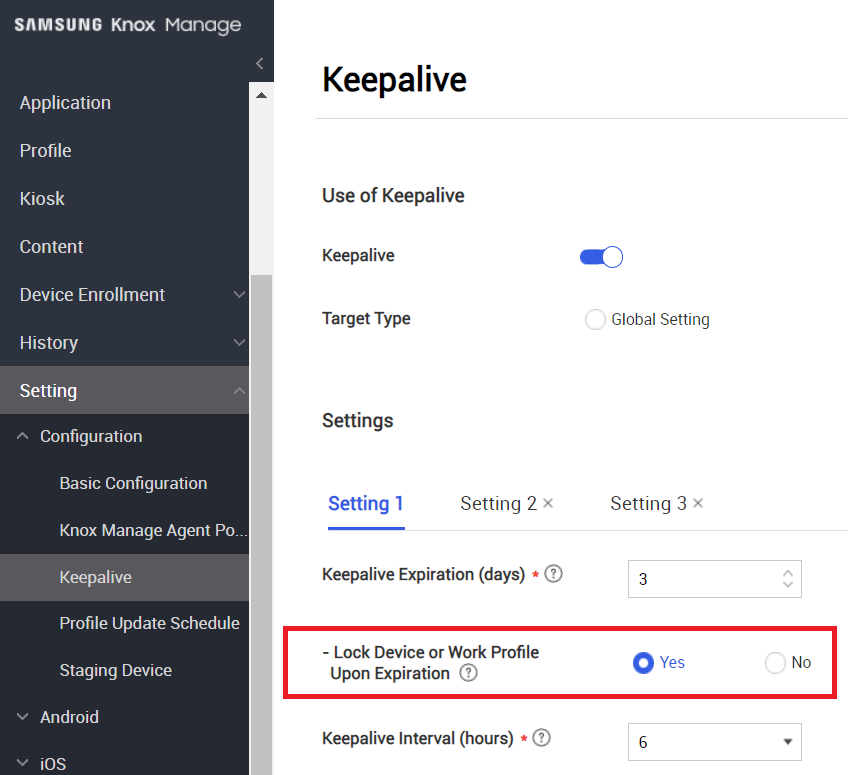 SAMSUNG Knox Manage
Application
Profile
Kiosk
Content
Device Enrollment
History
Setting
Configuration
Basic Configuration
Knox Manage Agent Po...
Keepalive
Profile Update Schedule
Staging Device
Android
iOS
Keepalive
Use of Keepalive
Keepalive
Target Type Global Setting
Settings
Setting 1 Setting 2 × Setting 3 ×
Keepalive Expiration (days) * ? 3
- Lock Device or Work Profile
Upon Expiration ? Yes No
Keepalive Interval (hours) * ? 6